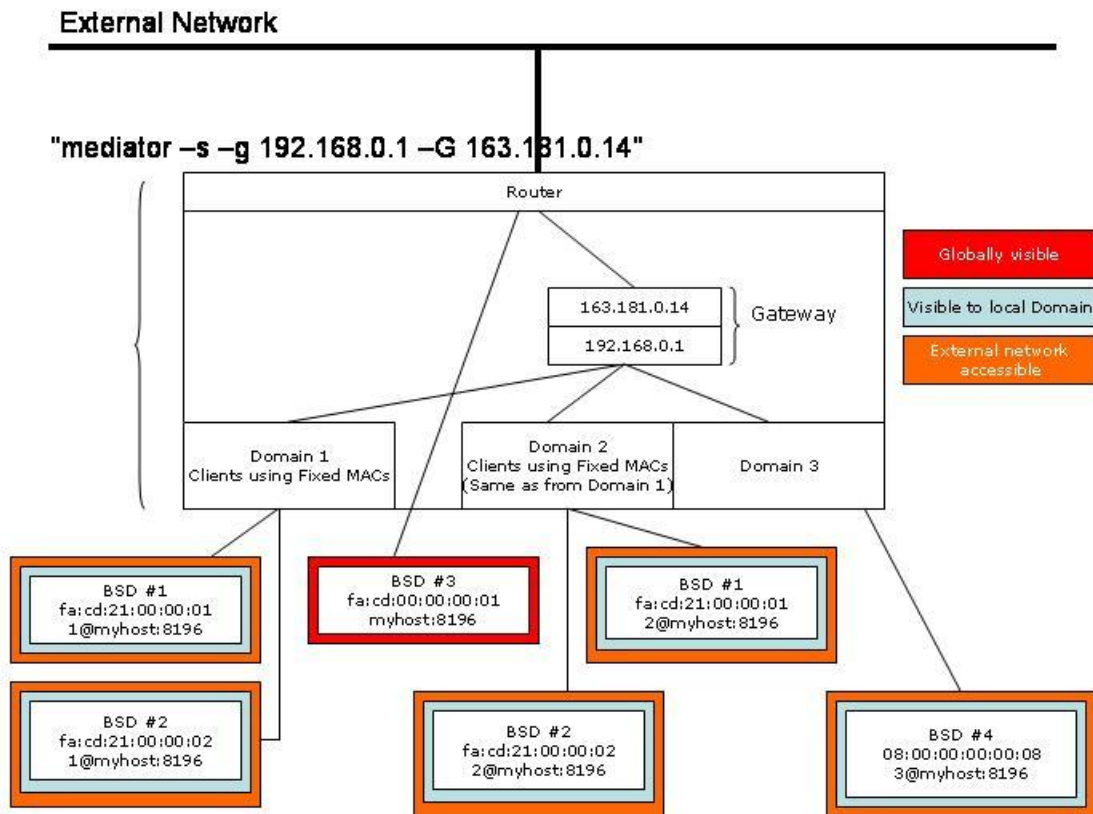 External Network
"mediator –s –g 192.168.0.1 –G 163.181.0.14"
Router
Globally visible
163.181.0.14
Gateway
Visible to local Domain
192.168.0.1
External network
accessible
Domain 1
Clients using Fixed MACs
Domain 2
Clients using Fixed MACs
(Same as from Domain 1)
Domain 3
BSD #1
fa:cd:21:00:00:01
1@myhost:8196
BSD #3
fa:cd:00:00:00:01
myhost:8196
BSD #1
fa:cd:21:00:00:01
2@myhost:8196
BSD #2
fa:cd:21:00:00:02
1@myhost:8196
BSD #2
fa:cd:21:00:00:02
2@myhost:8196
BSD #4
08:00:00:00:00:08
3@myhost:8196